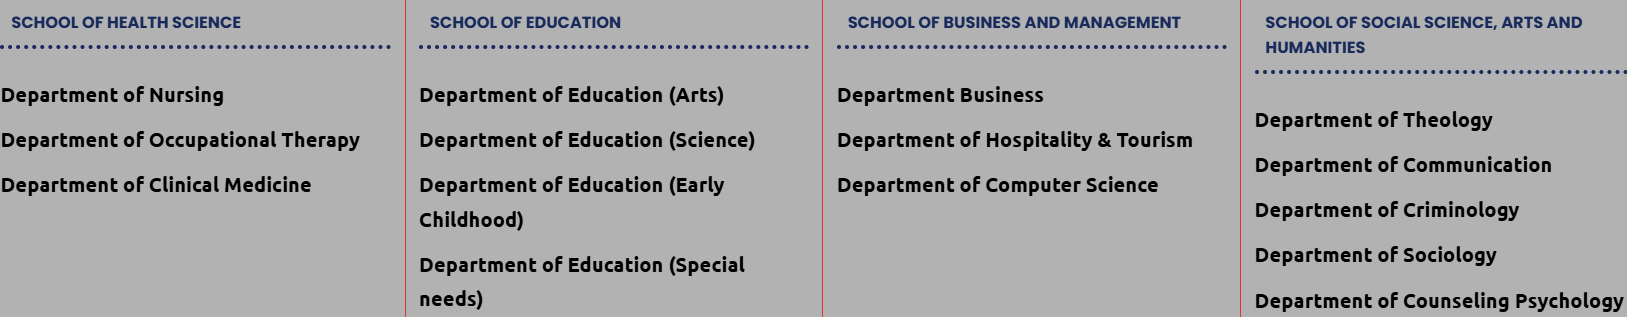 SCHOOL OF HEALTH SCIENCE
Department of Nursing
Department of Occupational Therapy
Department of Clinical Medicine
SCHOOL OF EDUCATION
Department of Education (Arts)
Department of Education (Science)
Department of Education (Early
Childhood)
Department of Education (Special
needs)
SCHOOL OF BUSINESS AND MANAGEMENT
Department Business
Department of Hospitality & Tourism
Department of Computer Science
SCHOOL OF SOCIAL SCIENCE, ARTS AND
HUMANITIES
Department of Theology
Department of Communication
Department of Criminology
Department of Sociology
Department of Counseling Psychology